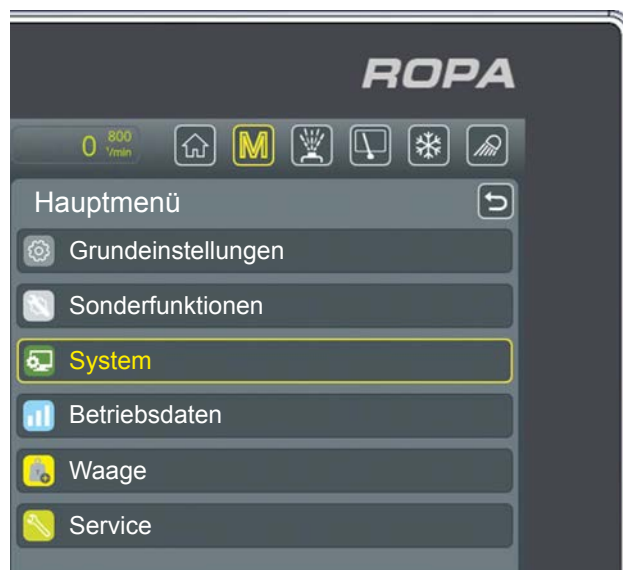 ROPA
0 800
1/min
M
Hauptmenü
Grundeinstellungen
Sonderfunktionen
System
Betriebsdaten
Waage
Service